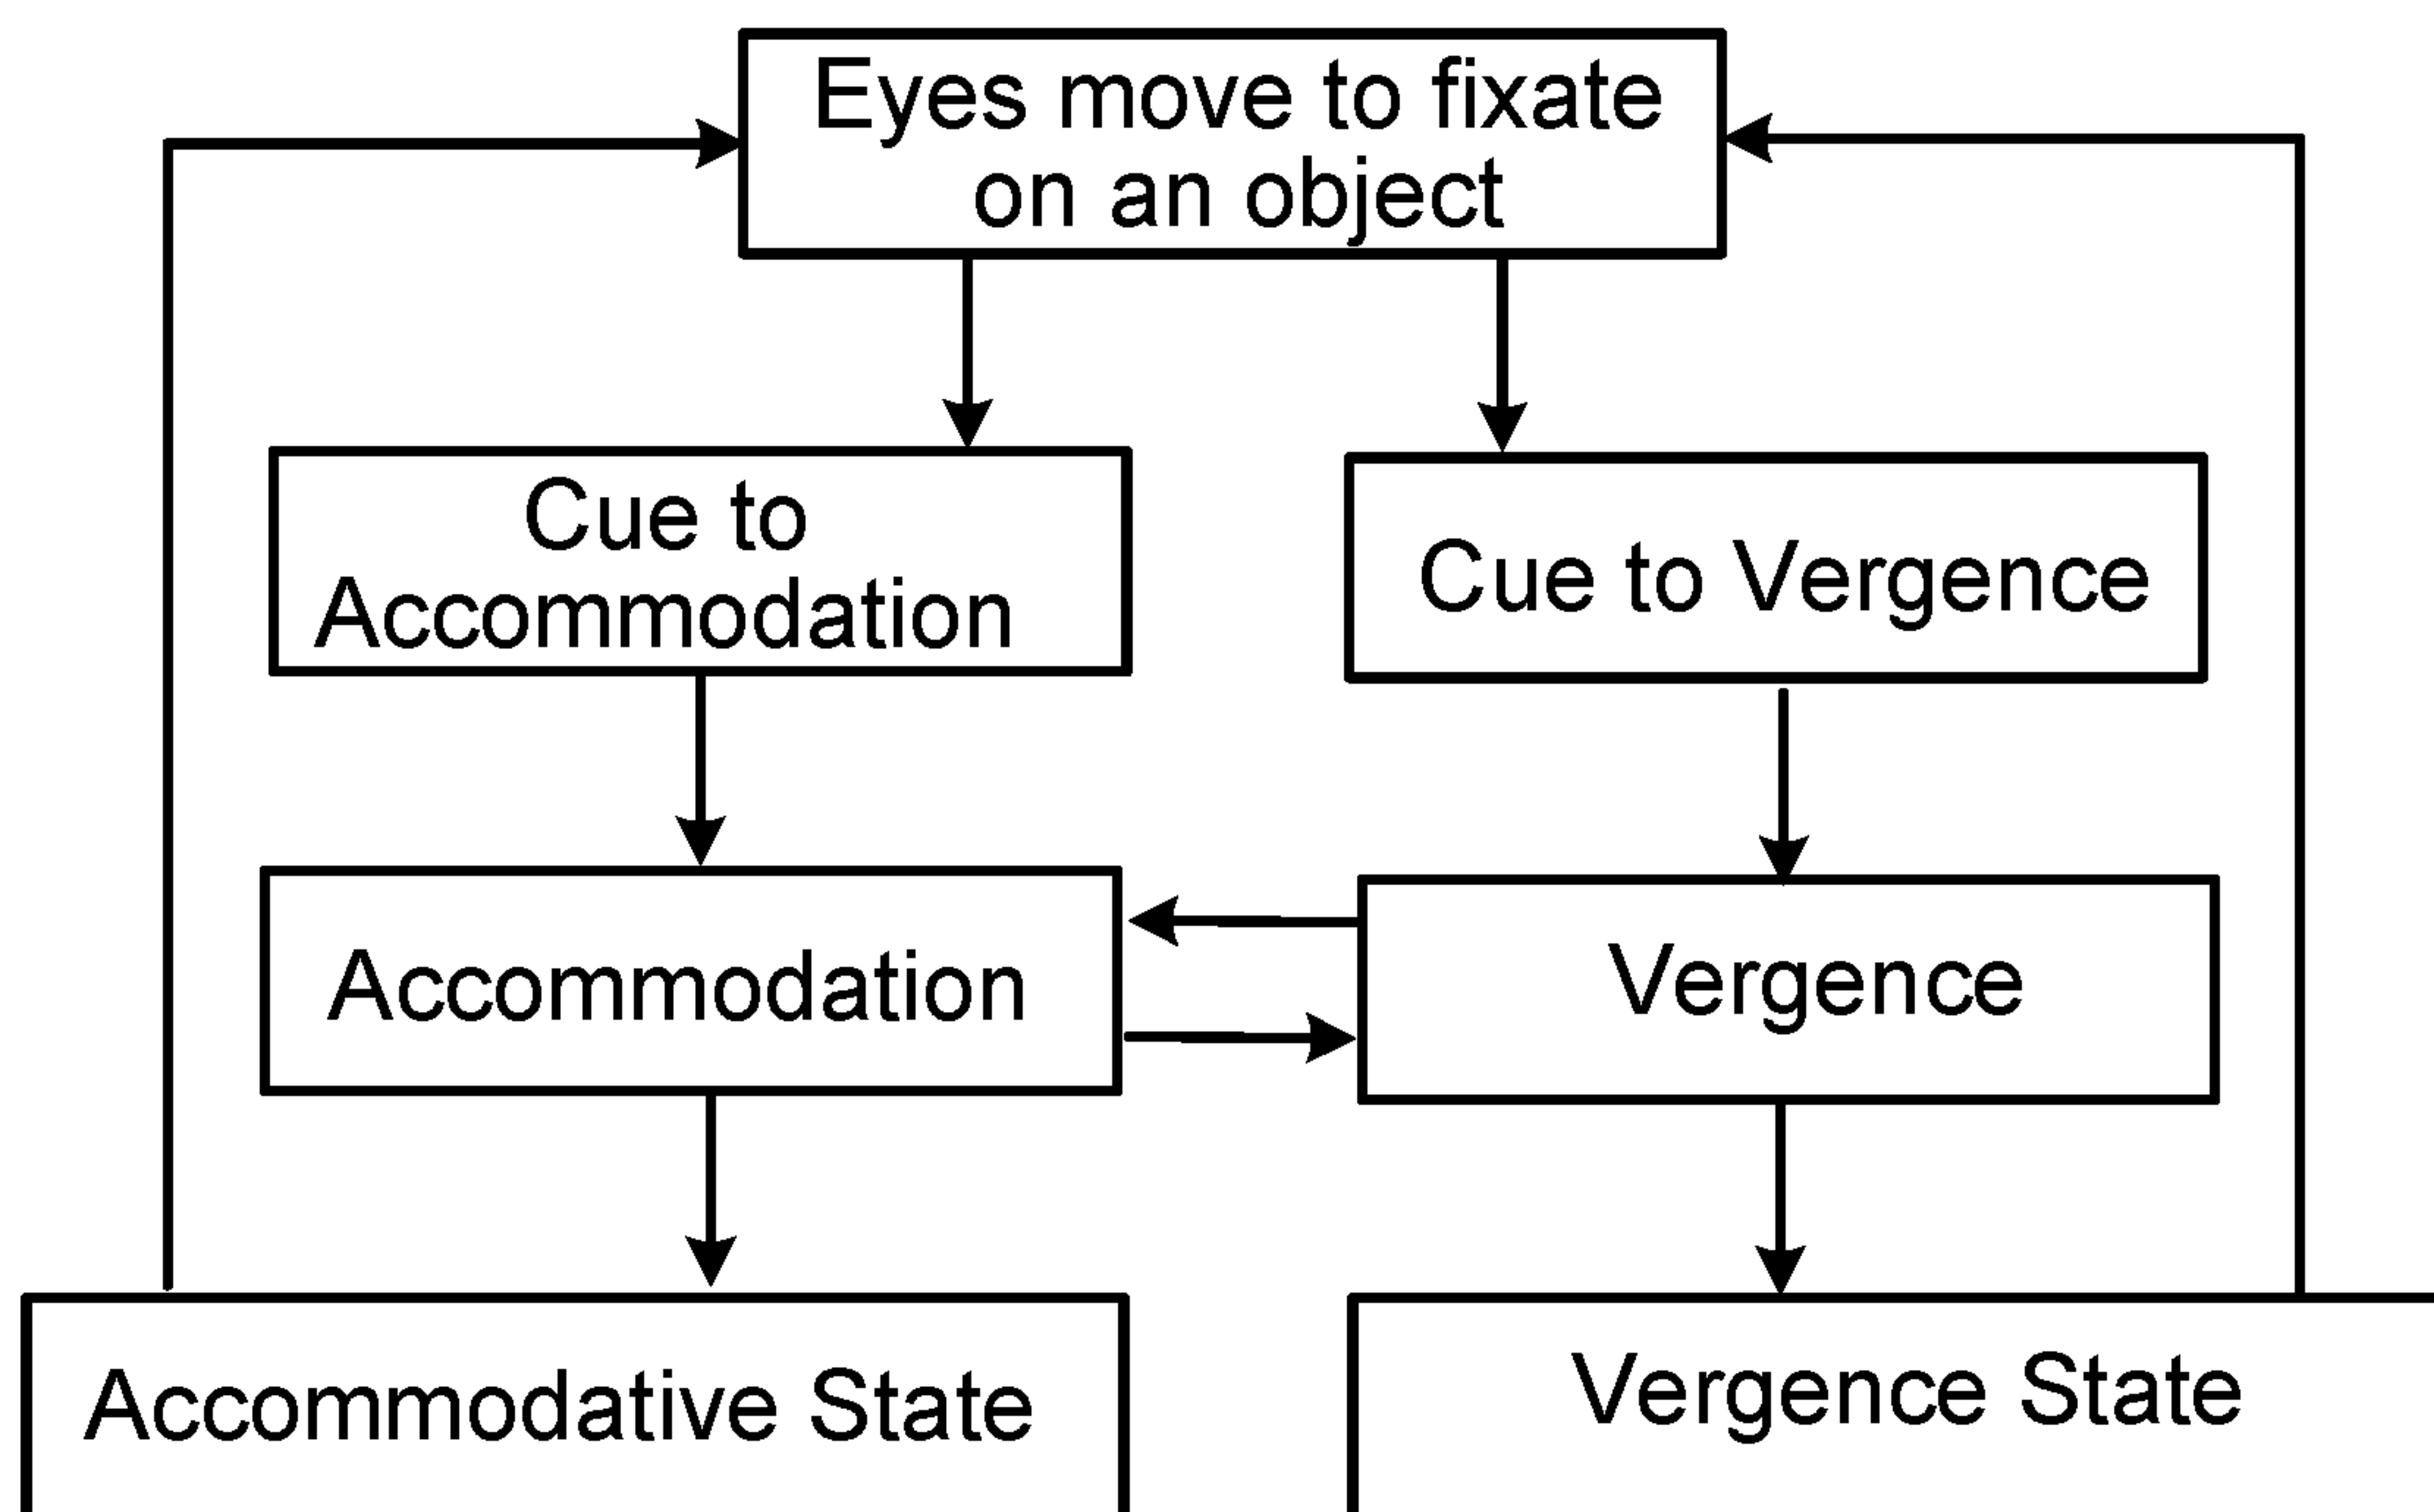 Eyes move to fixate
on an object
Cue to
Accommodation
Cue to Vergence
Accommodation
Vergence
Accommodative State
Vergence State